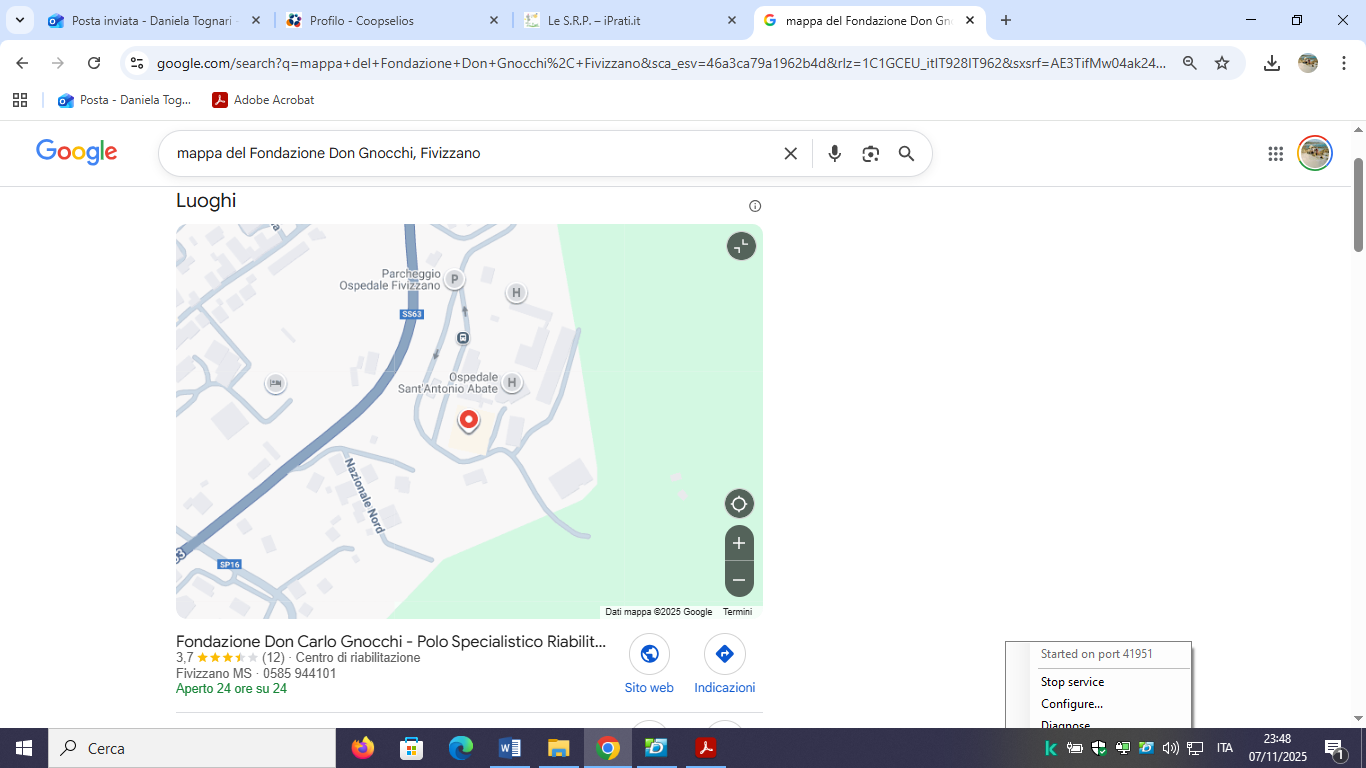 Posta inviata - Daniela Tognari
Profilo - Coopselios
Le S.R.P. – iPrati.it
mappa del Fondazione Don Gn
google.com/search?q=mappa+del+Fondazione+Don+Gnocchi%2C+Fivizzano&sca_esv=46a3ca79a1962b4d&rlz=1C1GCEU_itIT928IT962&sxsrf=AE3TifMw04ak24...
Posta - Daniela Tog...
Adobe Acrobat
Google
mappa del Fondazione Don Gnocchi, Fivizzano
Luoghi
Parcheggio
Ospedale Fivizzano
P
H
SS63
Ospedale
Sant'Antonio Abate
H
Nazionale Nord
SP16
Dati mappa ©2025 Google
Termini
Fondazione Don Carlo Gnocchi - Polo Specialistico Riabilit...
3,7 (12) · Centro di riabilitazione
Fivizzano MS · 0585 944101
Aperto 24 ore su 24
Sito web
Indicazioni
Started on port 41951
Stop service
Configure...
Diagnose
Cerca
ITA
23:48
07/11/2025
1